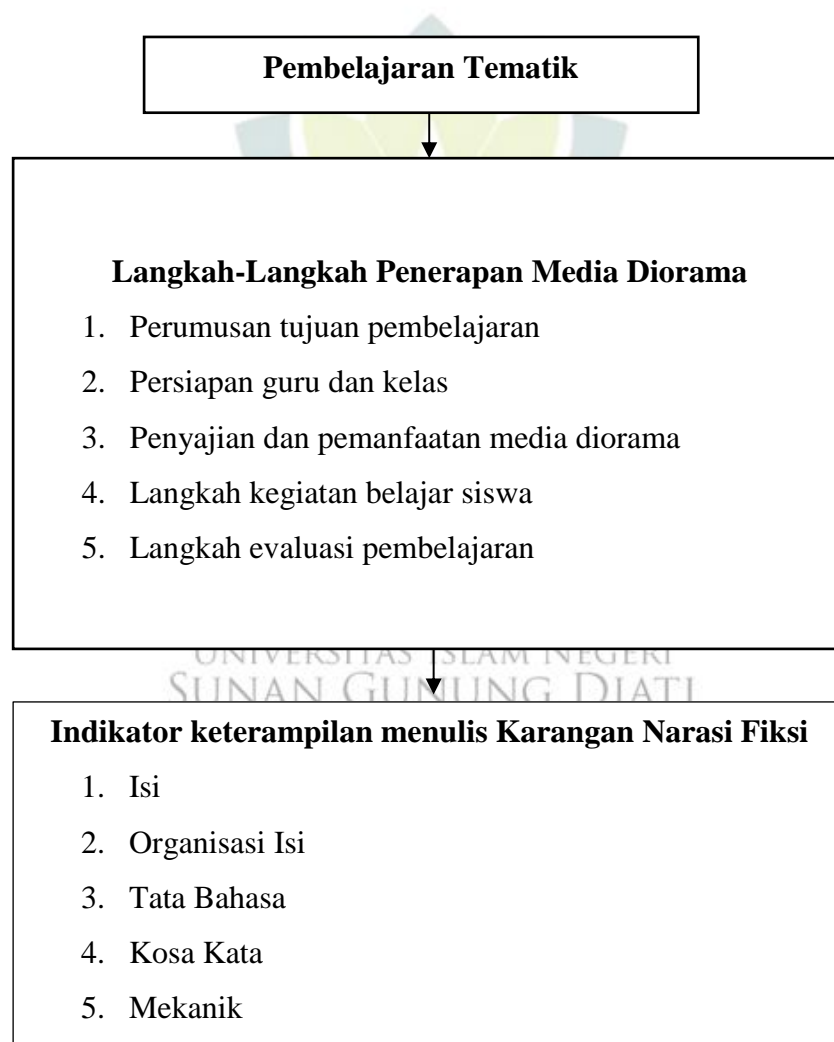 Pembelajaran Tematik
Langkah-Langkah Penerapan Media Diorama
1. Perumusan tujuan pembelajaran
2. Persiapan guru dan kelas
3. Penyajian dan pemanfaatan media diorama
4. Langkah kegiatan belajar siswa
5. Langkah evaluasi pembelajaran
UNIVERSITAS ISLAM NEGERI
SUNAN GUNUNG DJATI
Indikator keterampilan menulis Karangan Narasi Fiksi
1. Isi
2. Organisasi Isi
3. Tata Bahasa
4. Kosa Kata
5. Mekanik